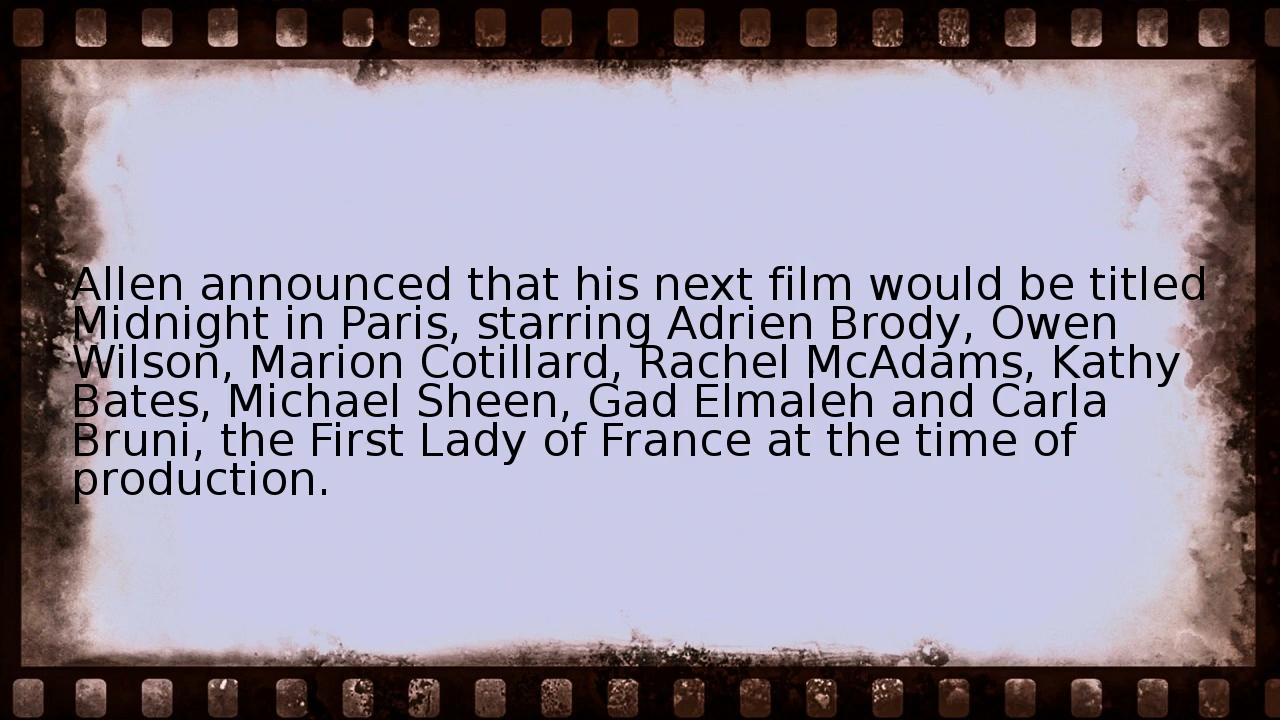 Allen announced that his next film would be titled
Midnight in Paris, starring Adrien Brody, Owen
Wilson, Marion Cotillard, Rachel McAdams, Kathy
Bates, Michael Sheen, Gad Elmaleh and Carla
Bruni, the First Lady of France at the time of
production.